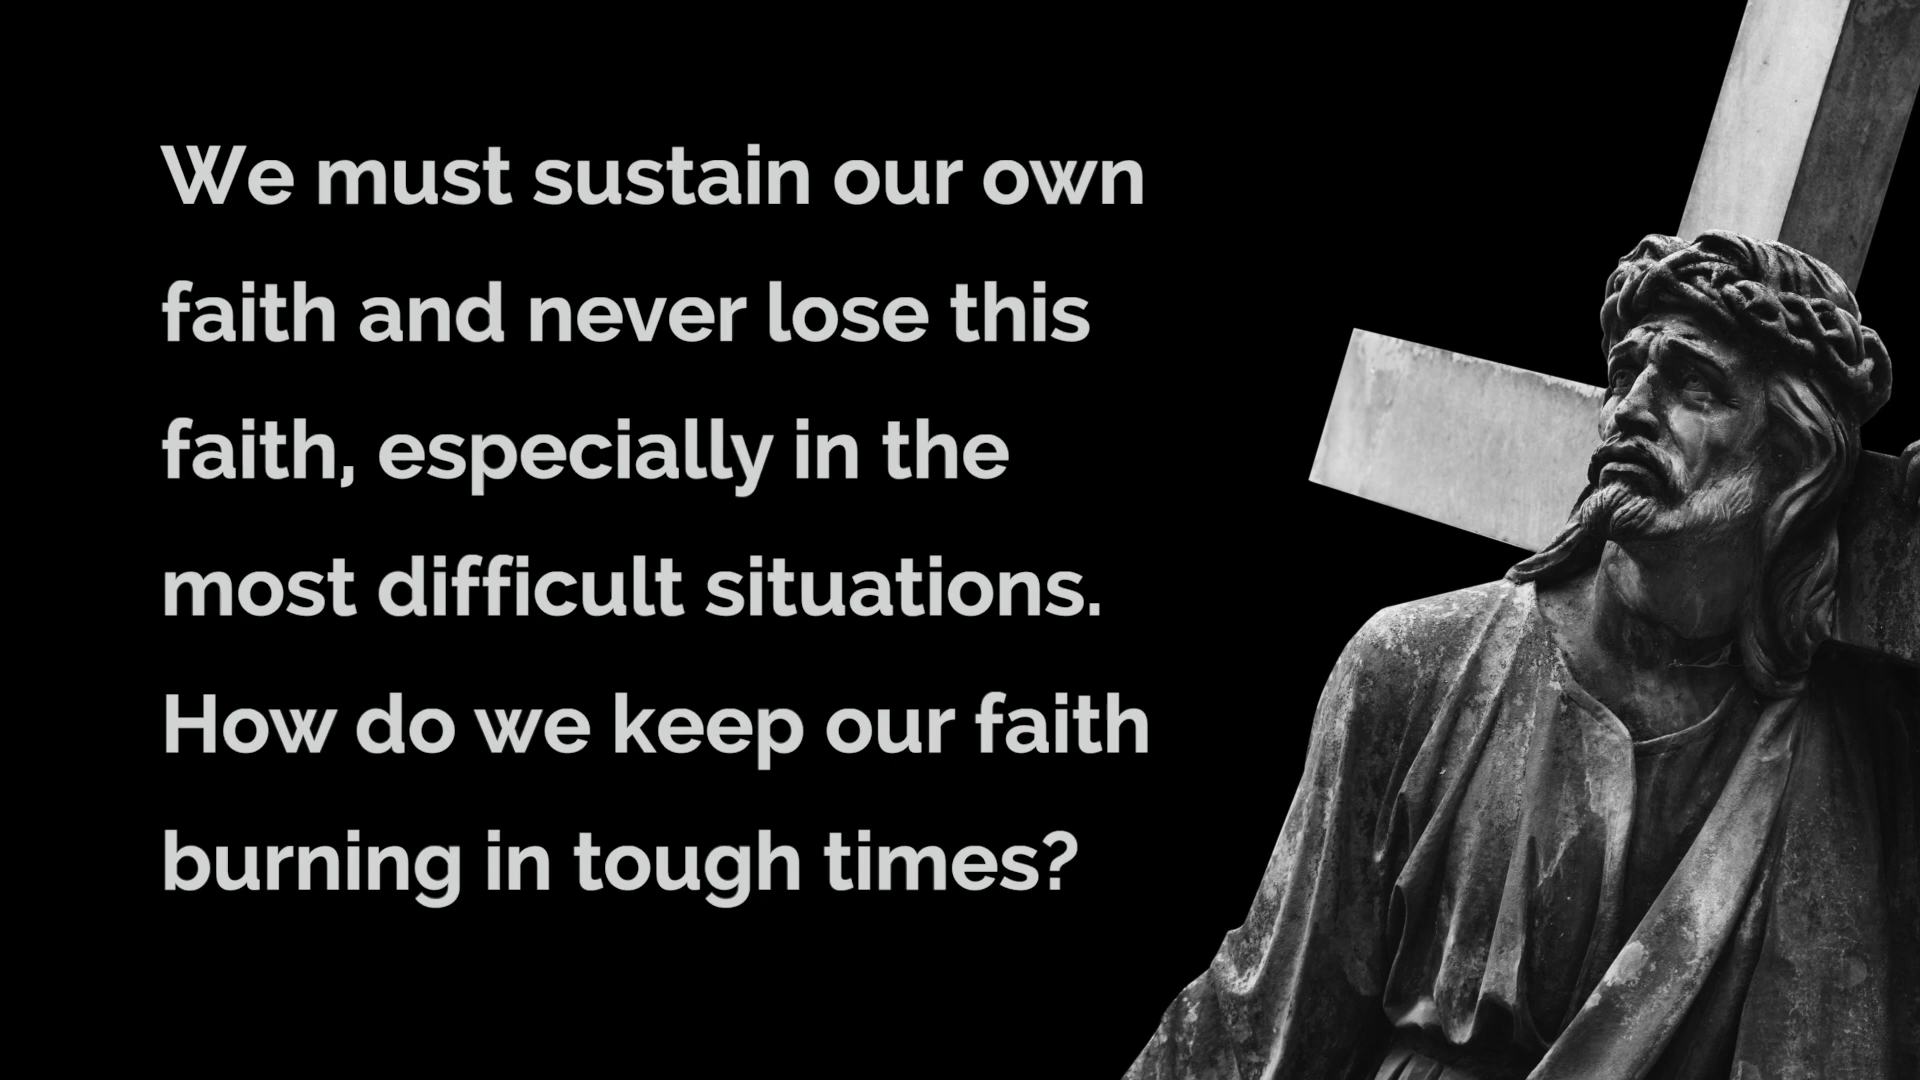 We must sustain our own
faith and never lose this
faith, especially in the
most difficult situations.
How do we keep our faith
burning in tough times?